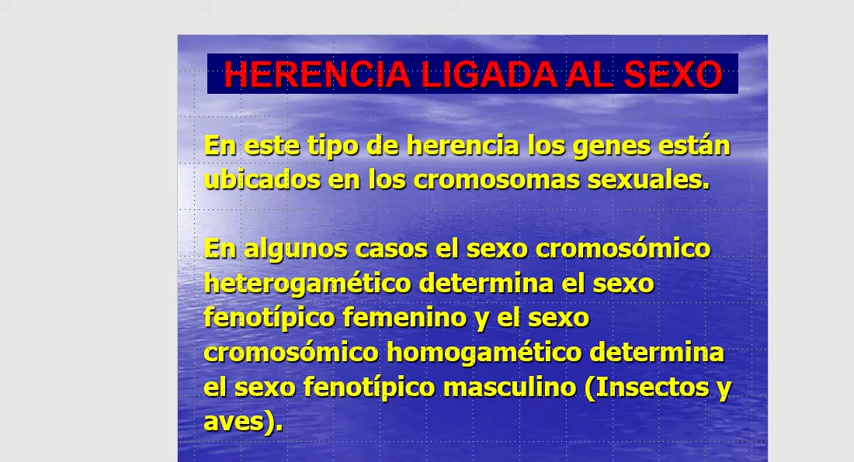 HERENCIA LIGADA AL SEXO
En este tipo de herencia los genes están
ubicados en los cromosomas sexuales.
En algunos casos el sexo cromosómico
heterogamético determina el sexo
fenotípico femenino y el sexo
cromosómico homogamético determina
el sexo fenotípico masculino (Insectos y
aves).